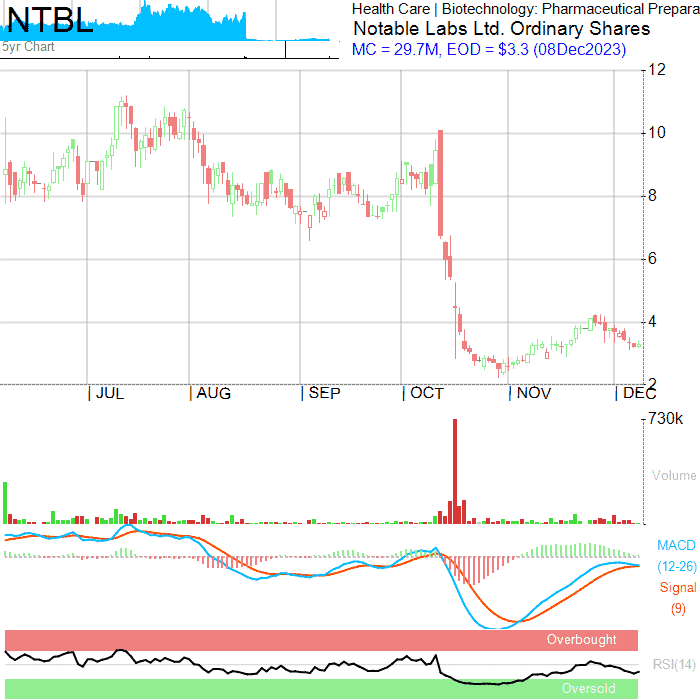 NTBL
Health Care | Biotechnology: Pharmaceutical Prepara
Notable Labs Ltd. Ordinary Shares
5yr Chart
MC = 29.7M, EOD = $3.3 (08Dec2023)
12
10
8
6
4
2
| JUL | AUG | SEP | OCT | NOV | DEC
730k
Volume
MACD
(12-26)
Signal
(9)
Overbought
RSI(14)
Oversold